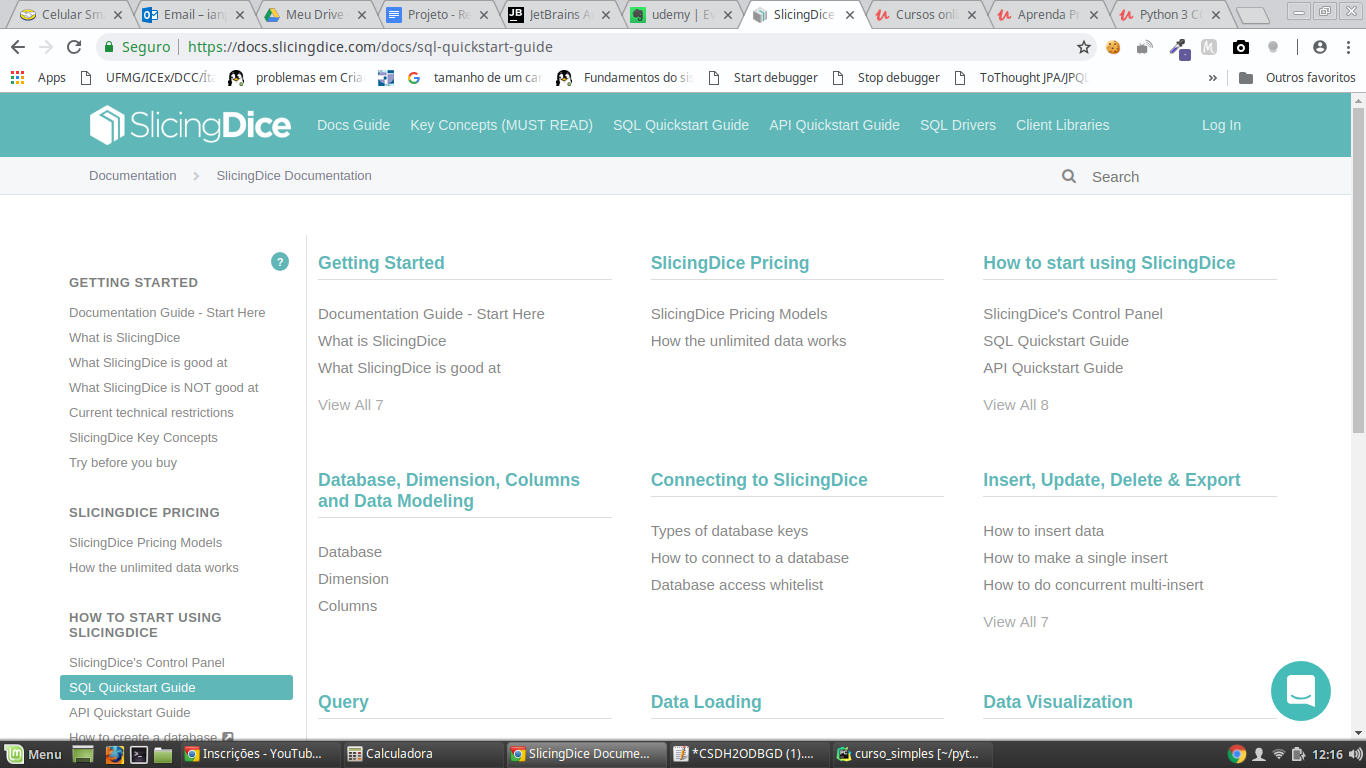 Celular Sma
Email – ianp
Meu Drive
Projeto - Re
JetBrains A
udemy | Ev
SlicingDice
Cursos onli
Aprenda P
Python 3 C
Seguro
https://docs.slicingdice.com/docs/sql-quickstart-guide
Apps
UFMG/ICEx/DCC/Íta
problemas em Cria
tamanho de um car
Fundamentos do sis
Start debugger
Stop debugger
ToThought JPA/JPQL
»
Outros favoritos
SlicingDice
Docs Guide
Key Concepts (MUST READ)
SQL Quickstart Guide
API Quickstart Guide
SQL Drivers
Client Libraries
Log In
Documentation
SlicingDice Documentation
Search
?
GETTING STARTED
Documentation Guide - Start Here
What is SlicingDice
What SlicingDice is good at
What SlicingDice is NOT good at
Current technical restrictions
SlicingDice Key Concepts
Try before you buy
SLICINGDICE PRICING
SlicingDice Pricing Models
How the unlimited data works
HOW TO START USING
SLICINGDICE
SlicingDice's Control Panel
SQL Quickstart Guide
API Quickstart Guide
How to create a database
Getting Started
Documentation Guide - Start Here
What is SlicingDice
What SlicingDice is good at
View All 7
SlicingDice Pricing
SlicingDice Pricing Models
How the unlimited data works
How to start using SlicingDice
SlicingDice's Control Panel
SQL Quickstart Guide
API Quickstart Guide
View All 8
Database, Dimension, Columns
and Data Modeling
Database
Dimension
Columns
Connecting to SlicingDice
Types of database keys
How to connect to a database
Database access whitelist
Insert, Update, Delete & Export
How to insert data
How to make a single insert
How to do concurrent multi-insert
View All 7
Query
Data Loading
Data Visualization
Menu
Inscrições - YouTub...
Calculadora
SlicingDice Docume...
*CSDH2ODBGD (1)....
curso_simples [~/pyt...
12:16